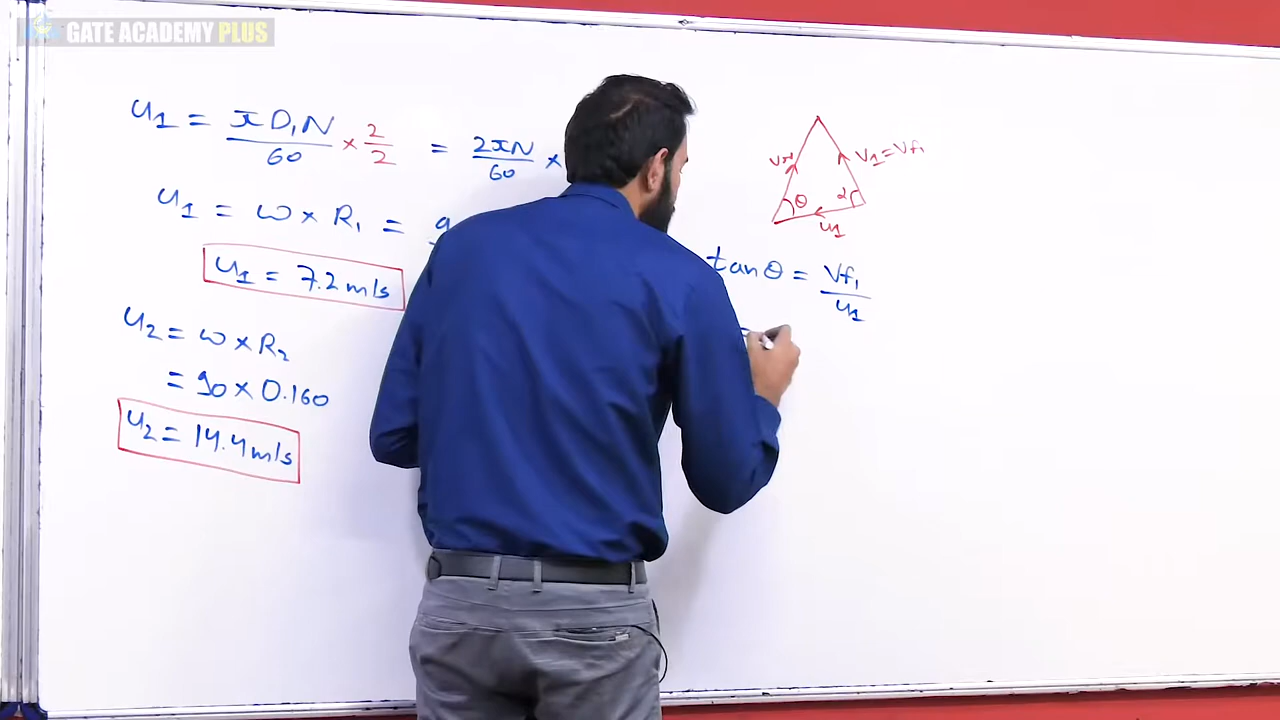 GATE ACADEMY PLUS
u1 = πD1N/60 × 2/2 = 2πN/60 ×
u1 = ω × R1 = 9
u1 = 7.2 m/s
u2 = ω × R2
= 90 × 0.160
u2 = 14.4 m/s
V1 = Vf1
θ
α
u1
tan θ = Vf1/u1
=